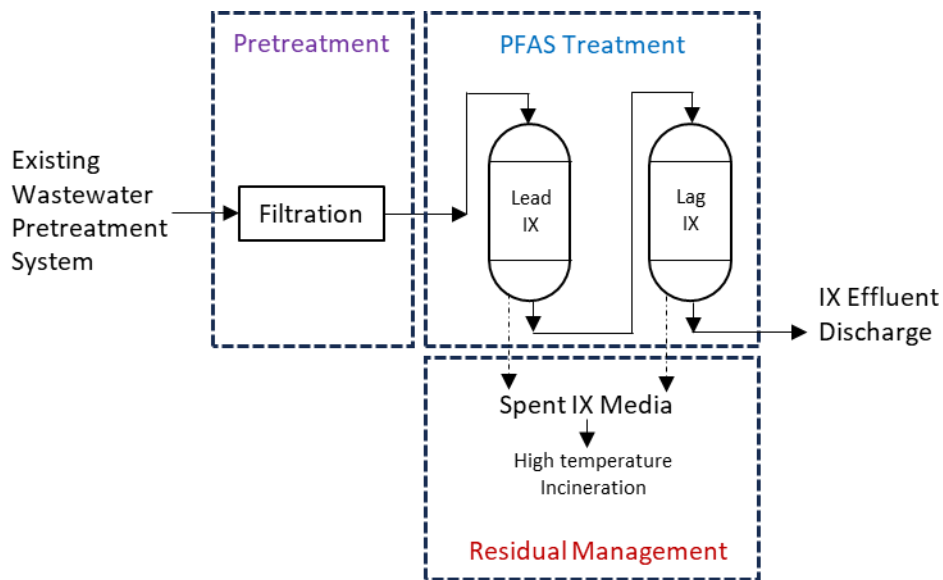 Pretreatment
PFAS Treatment
Existing
Wastewater
Pretreatment
System
Filtration
Lead
IX
Lag
IX
IX Effluent
Discharge
Spent IX Media
High temperature
Incineration
Residual Management